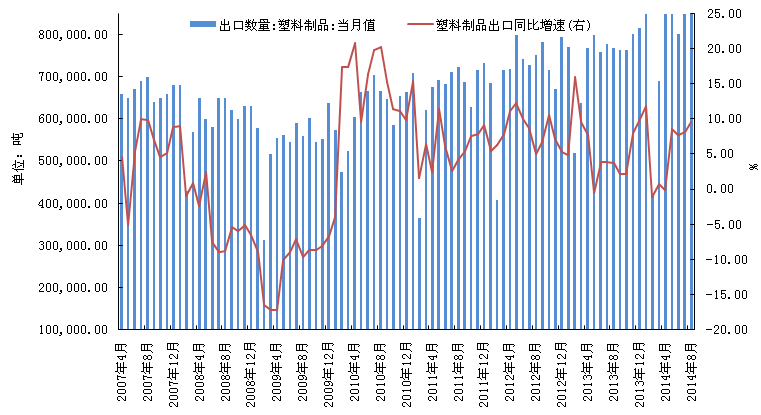 出口数量:塑料制品:当月值
塑料制品出口同比增速(右)
单位: 吨
800,000.00
700,000.00
600,000.00
500,000.00
400,000.00
300,000.00
200,000.00
100,000.00
25.00
20.00
15.00
10.00
5.00
0.00
-5.00
-10.00
-15.00
-20.00
%
2007年4月
2007年8月
2007年12月
2008年4月
2008年8月
2008年12月
2009年4月
2009年8月
2009年12月
2010年4月
2010年8月
2010年12月
2011年4月
2011年8月
2011年12月
2012年4月
2012年8月
2012年12月
2013年4月
2013年8月
2013年12月
2014年4月
2014年8月